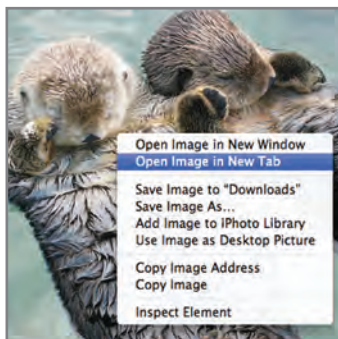 Open Image in New Window
Open Image in New Tab
Save Image to "Downloads"
Save Image As...
Add Image to iPhoto Library
Use Image as Desktop Picture
Copy Image Address
Copy Image
Inspect Element